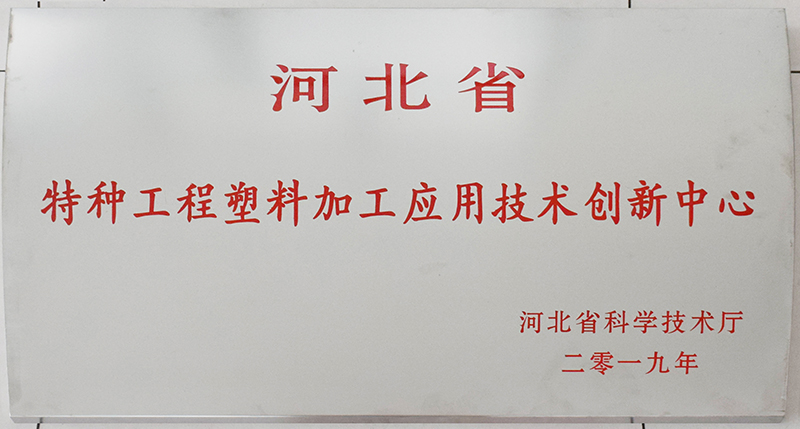 河北省
特种工程塑料加工应用技术创新中心
河北省科学技术厅
二零一九年